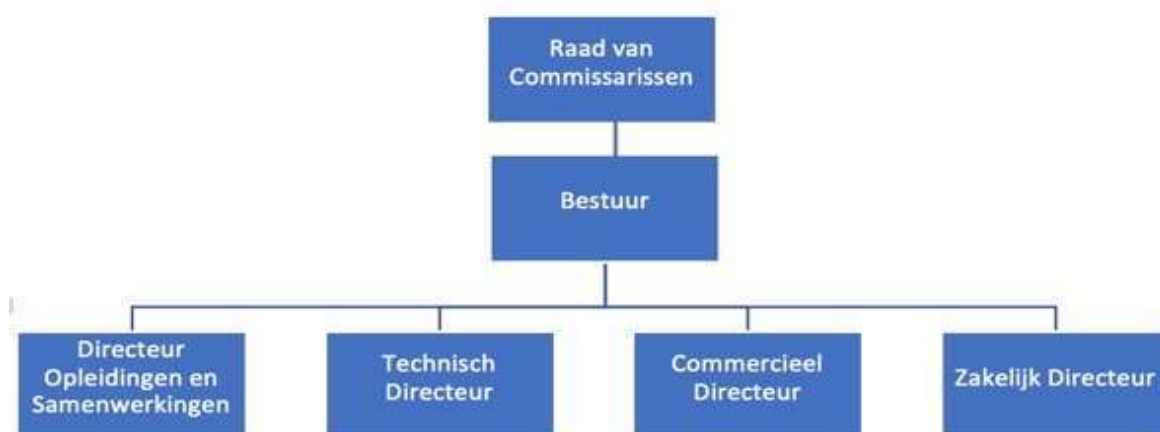 Raad van
Commissarissen
Bestuur
Directeur
Opleidingen en
Samenwerkingen
Technisch
Directeur
Commercieel
Directeur
Zakelijk Directeur